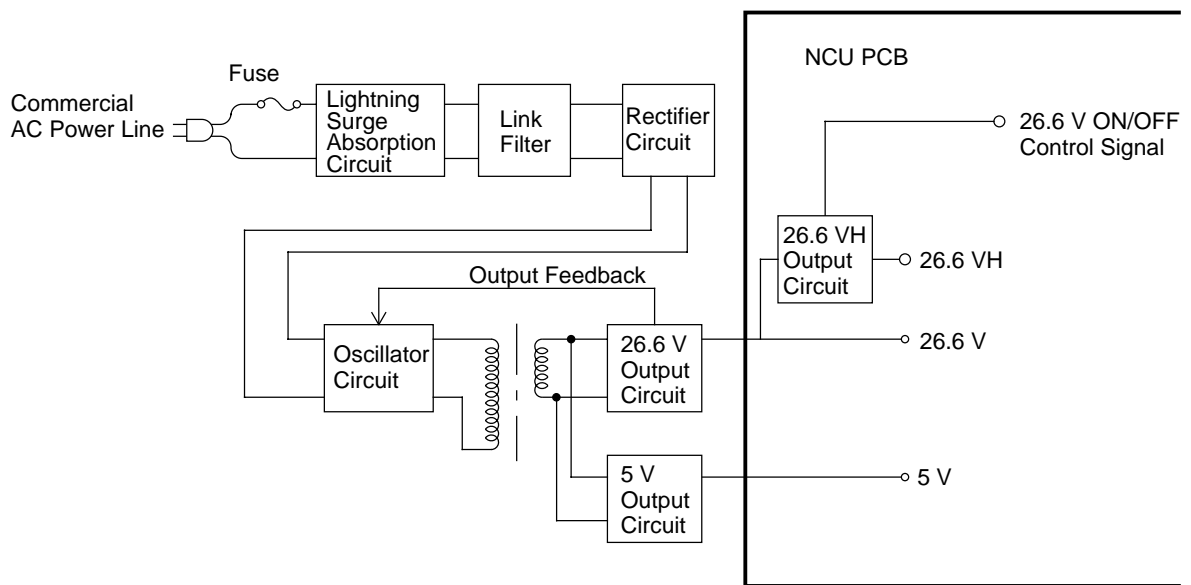 NCU PCB
Fuse
Commercial
AC Power Line
Lightning
Surge
Absorption
Circuit
Link
Filter
Rectifier
Circuit
26.6 V ON/OFF
Control Signal
26.6 VH
Output
Circuit
26.6 VH
Output Feedback
Oscillator
Circuit
26.6 V
Output
Circuit
26.6 V
5 V
Output
Circuit
5 V